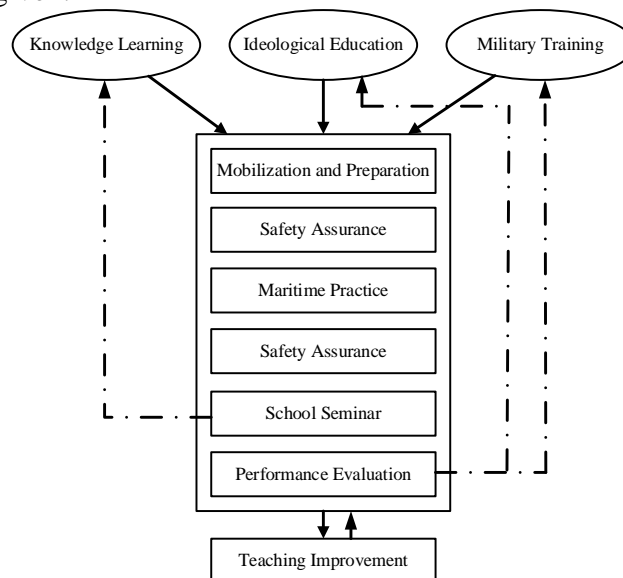 Knowledge Learning
Ideological Education
Military Training
Mobilization and Preparation
Safety Assurance
Maritime Practice
Safety Assurance
School Seminar
Performance Evaluation
Teaching Improvement